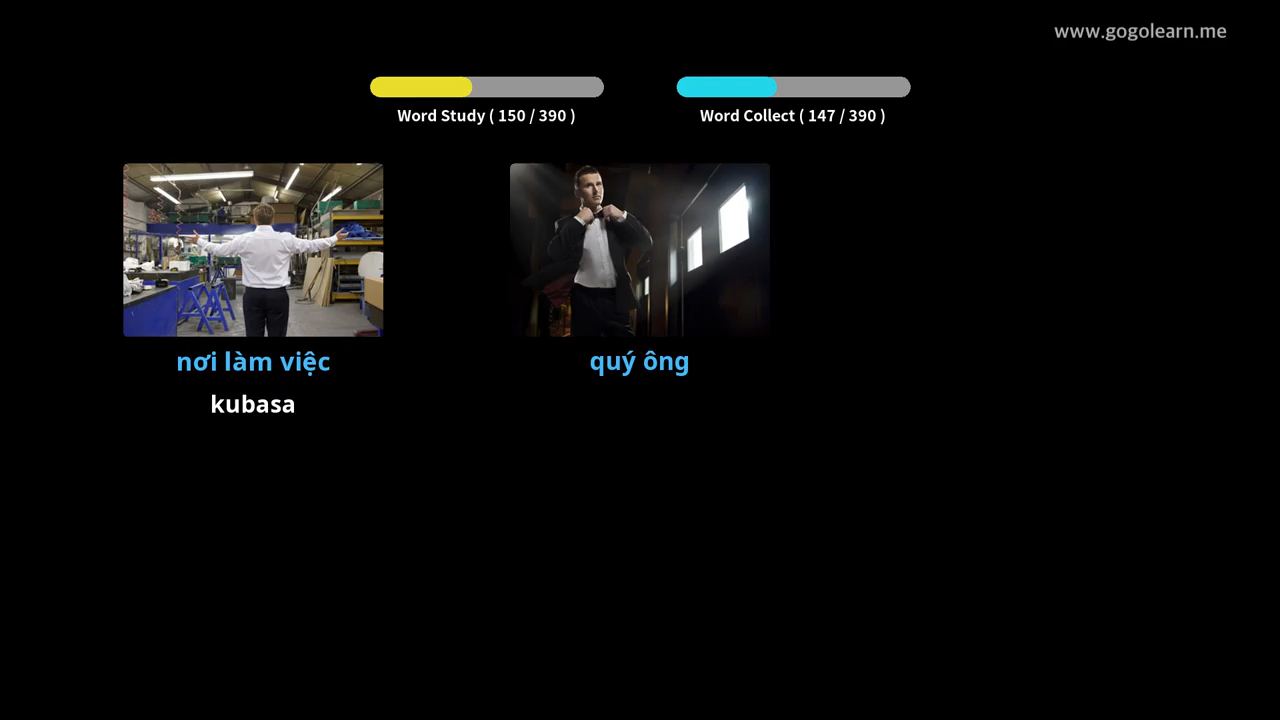 www.gogolearn.me
Word Study ( 150 / 390 )
Word Collect ( 147 / 390 )
nơi làm việc
quý ông
kubasa